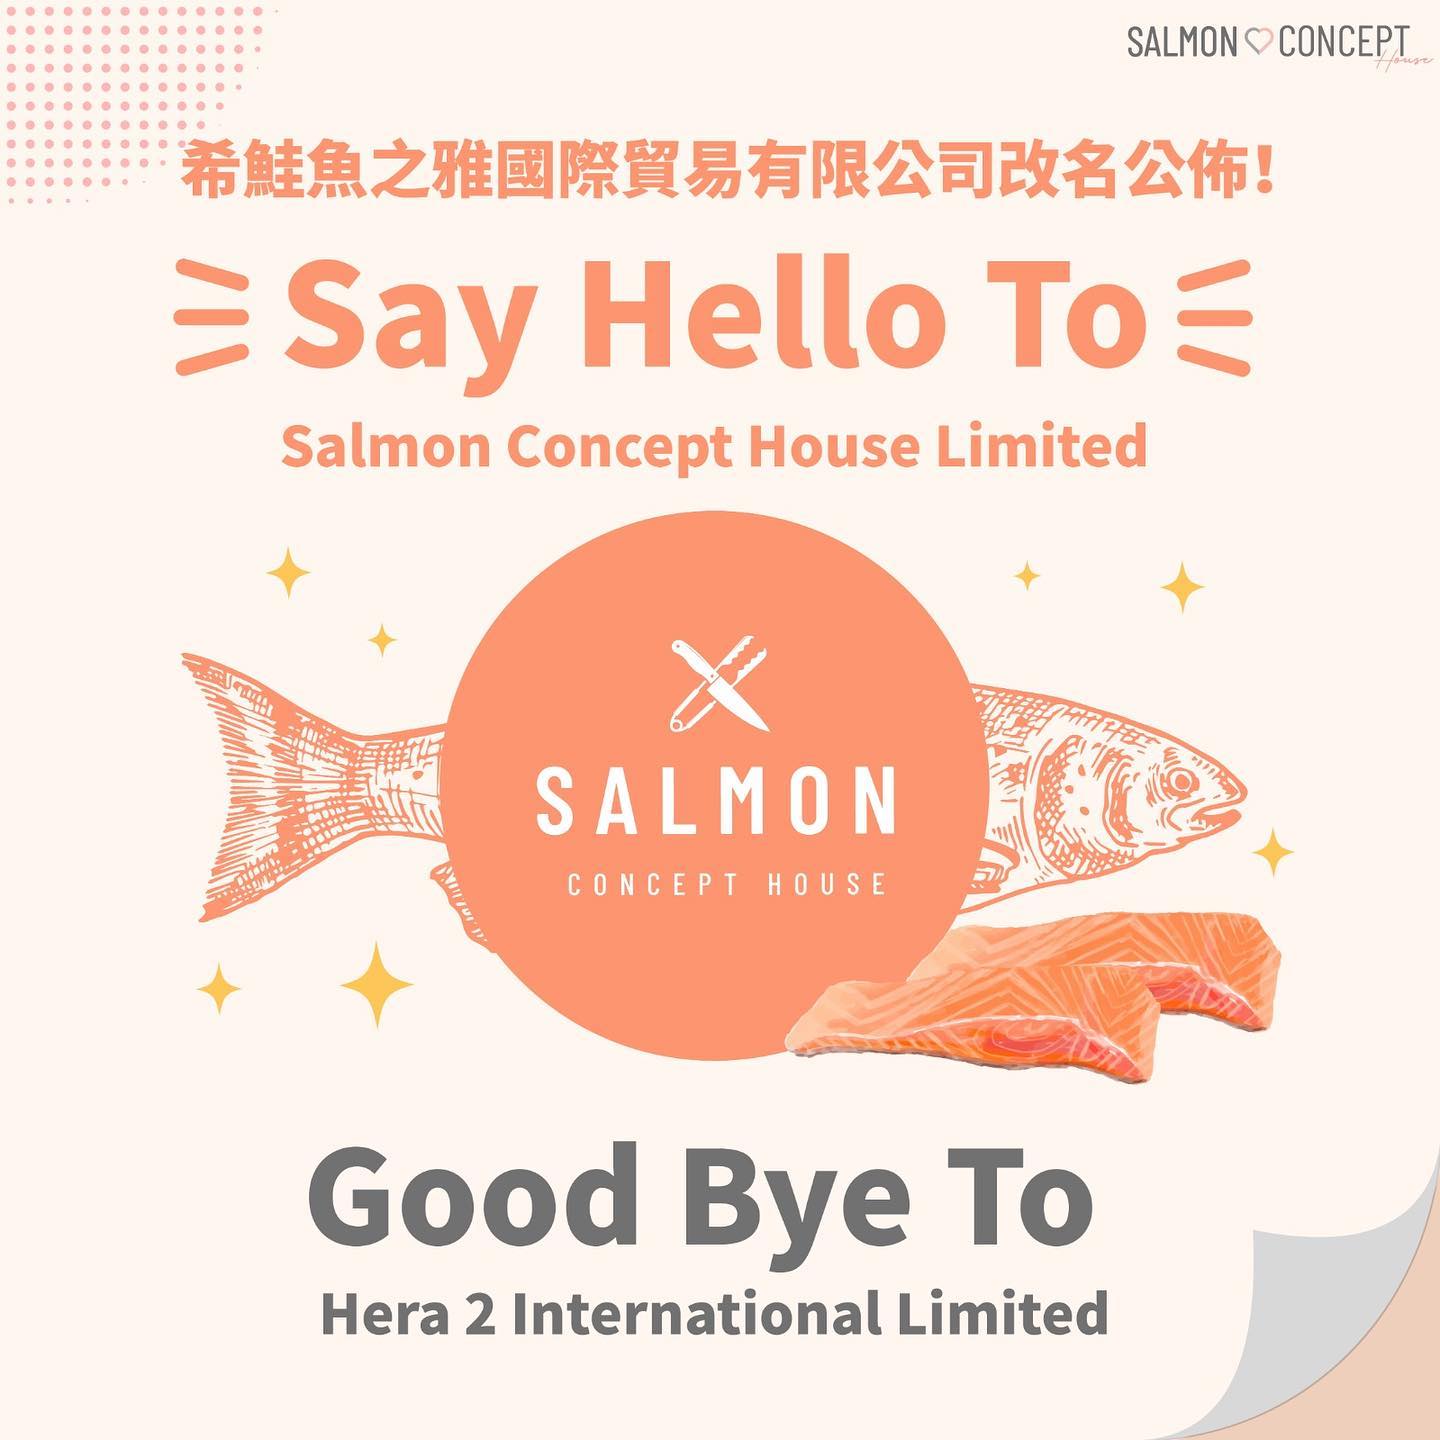 SALMON CONCEPT
House
希鮭魚之雅國際貿易有限公司改名公佈!
Say Hello To
Salmon Concept House Limited
SALMON
CONCEPT HOUSE
Good Bye To
Hera 2 International Limited